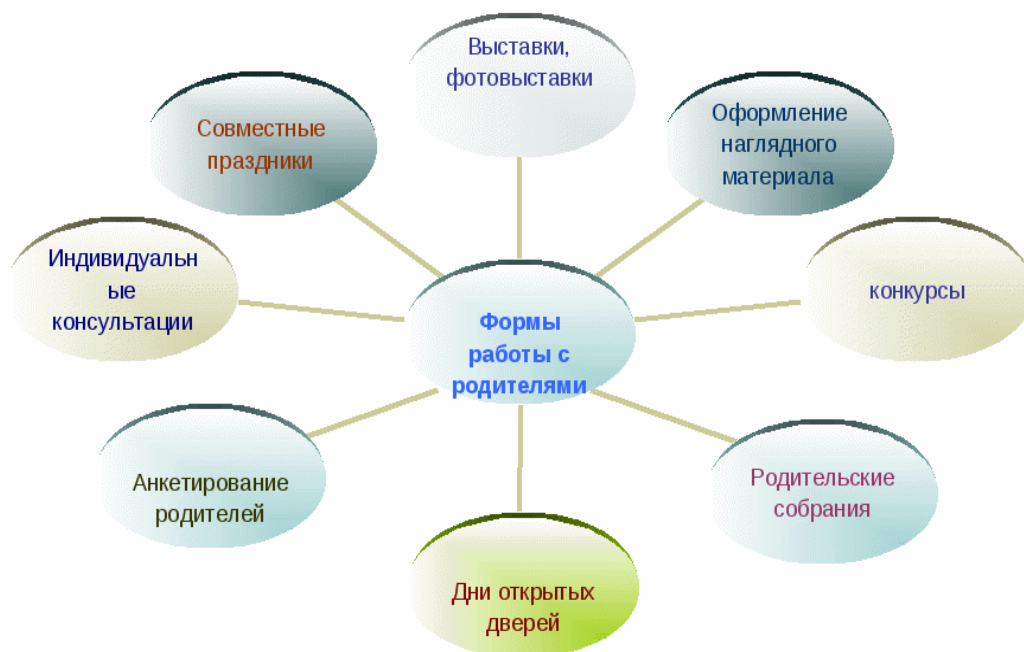 Выставки,
фотовыставки
Совместные
праздники
Оформление
наглядного
материала
Индивидуальн
ые
консультации
конкурсы
Формы
работы с
родителями
Анкетирование
родителей
Родительские
собрания
Дни открытых
дверей